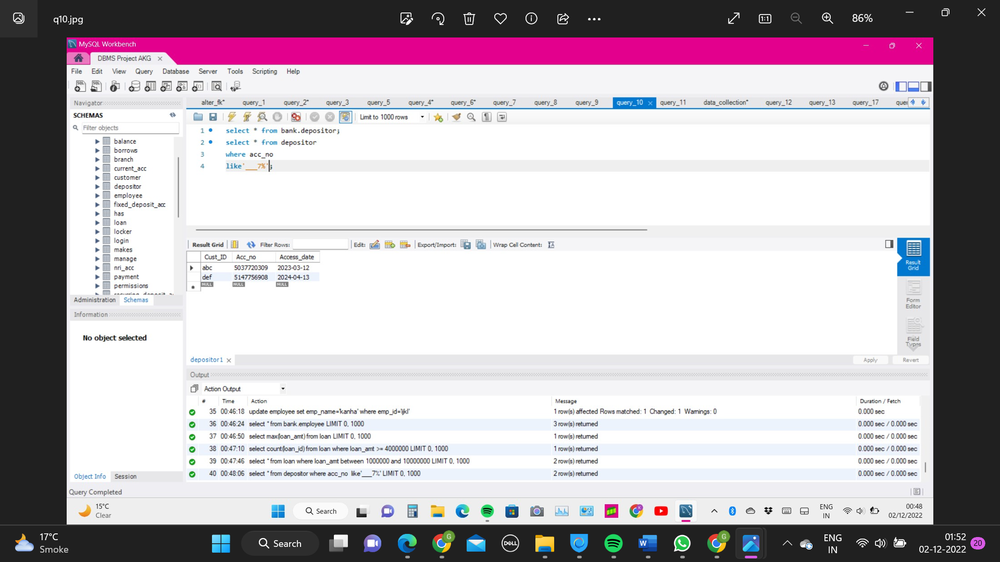 q10.jpg
86%
MySQL Workbench
DBMS Project AKG
File Edit View Query Database Server Tools Scripting Help
Navigator
SCHEMAS
Filter objects
balance
borrows
branch
current_acc
customer
depositor
employee
fixed_deposit_acc
has
loan
locker
login
makes
manage
nri_acc
payment
permissions
Administration Schemas
Information
No object selected
Object Info Session
Query Completed
alter_fk* query_1 query_2* query_3 query_5 query_4* query_6* query_7 query_8 query_9 query_10 query_11 data_collection* query_12 query_13 query_17
Limit to 1000 rows
1 select * from bank.depositor;
2 select * from depositor
3 where acc_no
4 like'___7%';
Result Grid Filter Rows: Edit: Export/Import: Wrap Cell Content:
Cust_ID Acc_no Access_date
abc 5037720309 2023-03-12
def 5147756908 2024-04-13
NULL NULL NULL
Result Grid
Form Editor
Field Types
depositor1
Apply Revert
Output
Action Output
# Time Action Message Duration / Fetch
35 00:46:18 update employee set emp_name='kanha' where emp_id='ijkl' 1 row(s) affected Rows matched: 1 Changed: 1 Warnings: 0 0.000 sec
36 00:46:24 select * from bank.employee LIMIT 0, 1000 3 row(s) returned 0.000 sec / 0.000 sec
37 00:46:50 select max(loan_amt) from loan LIMIT 0, 1000 1 row(s) returned 0.000 sec / 0.000 sec
38 00:47:10 select count(loan_id) from loan where loan_amt >= 4000000 LIMIT 0, 1000 1 row(s) returned 0.000 sec / 0.000 sec
39 00:47:46 select * from loan where loan_amt between 1000000 and 10000000 LIMIT 0, 1000 2 row(s) returned 0.000 sec / 0.000 sec
40 00:48:06 select * from depositor where acc_no like'___7%' LIMIT 0, 1000 2 row(s) returned 0.000 sec / 0.000 sec
15°C
Clear
Search
ENG
IN
00:48
02/12/2022
17°C
Smoke
Search
DELL
ENG
IN
01:52
02-12-2022
20